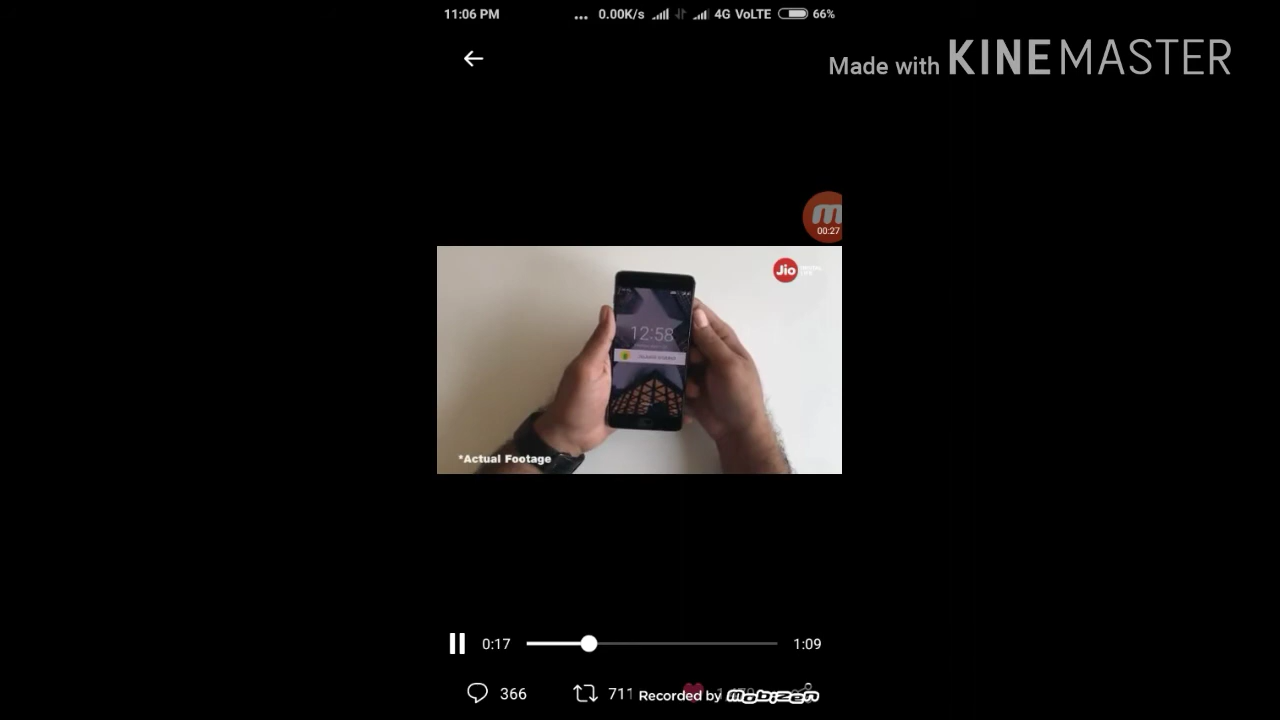 11:06 PM ... 0.00K/s 4G VoLTE 66%
Made with KINEMASTER
00:27
Jio
12:58
*Actual Footage
0:17 1:09
366 711 Recorded by mobizen